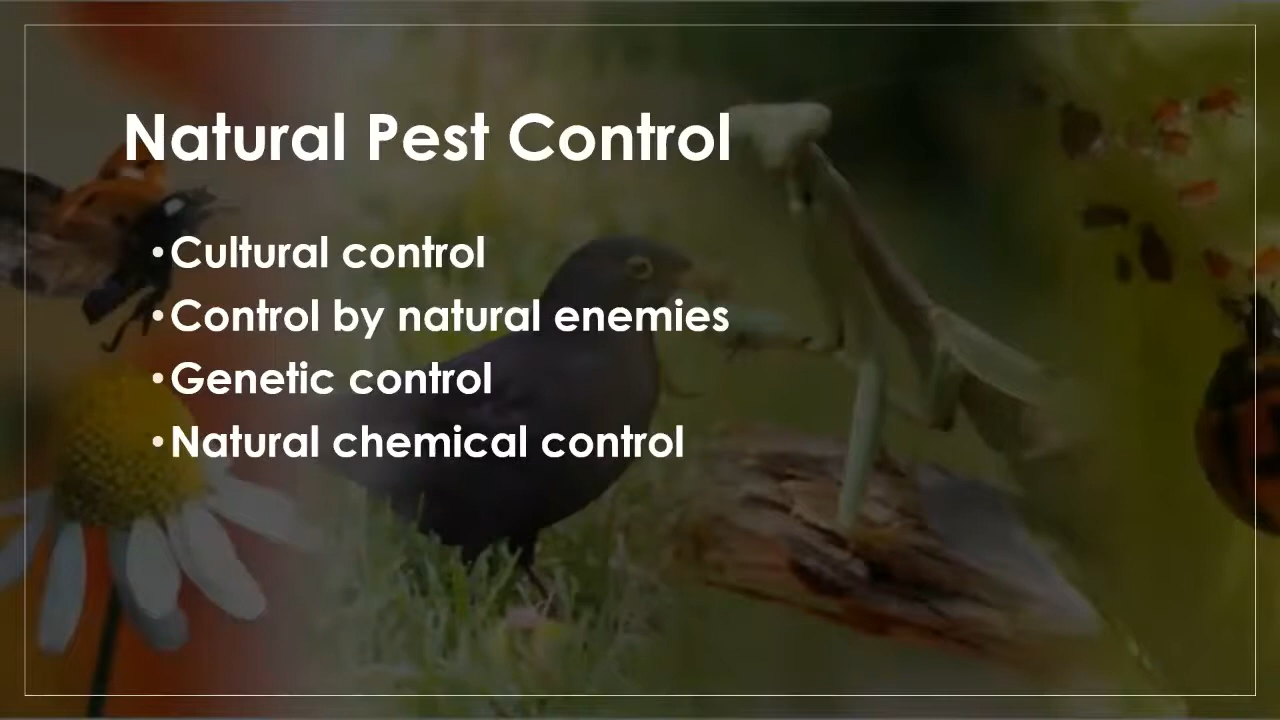 Natural Pest Control
•Cultural control
•Control by natural enemies
•Genetic control
•Natural chemical control